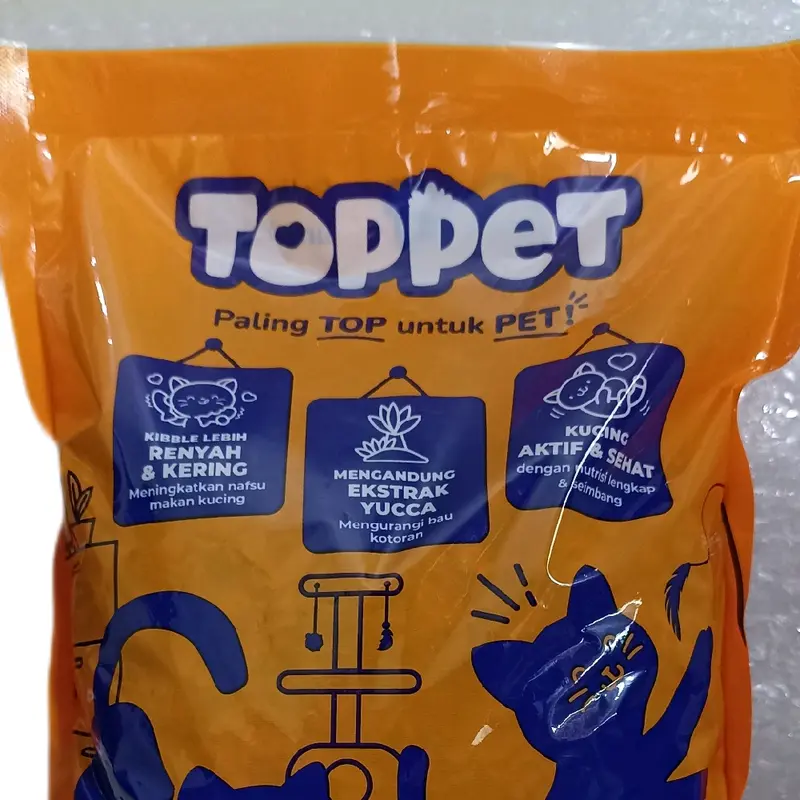 TOPPET
Paling TOP untuk PET!
KIBBLE LEBIH
RENYAH
& KERING
Meningkatkan nafsu
makan kucing
MENGANDUNG
EKSTRAK
YUCCA
Mengurangi bau
kotoran
KUCING
AKTIF & SEHAT
dengan nutrisi lengkap
& seimbang